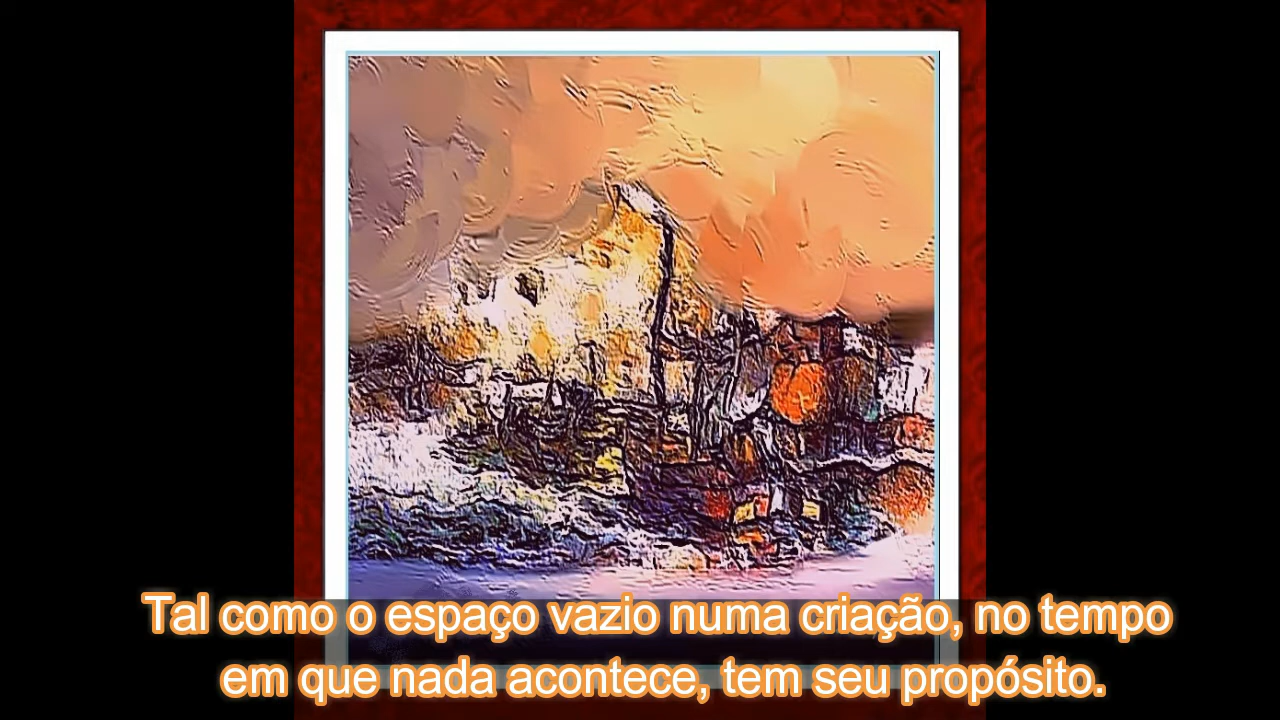 Tal como o espaço vazio numa criação, no tempo
em que nada acontece, tem seu propósito.